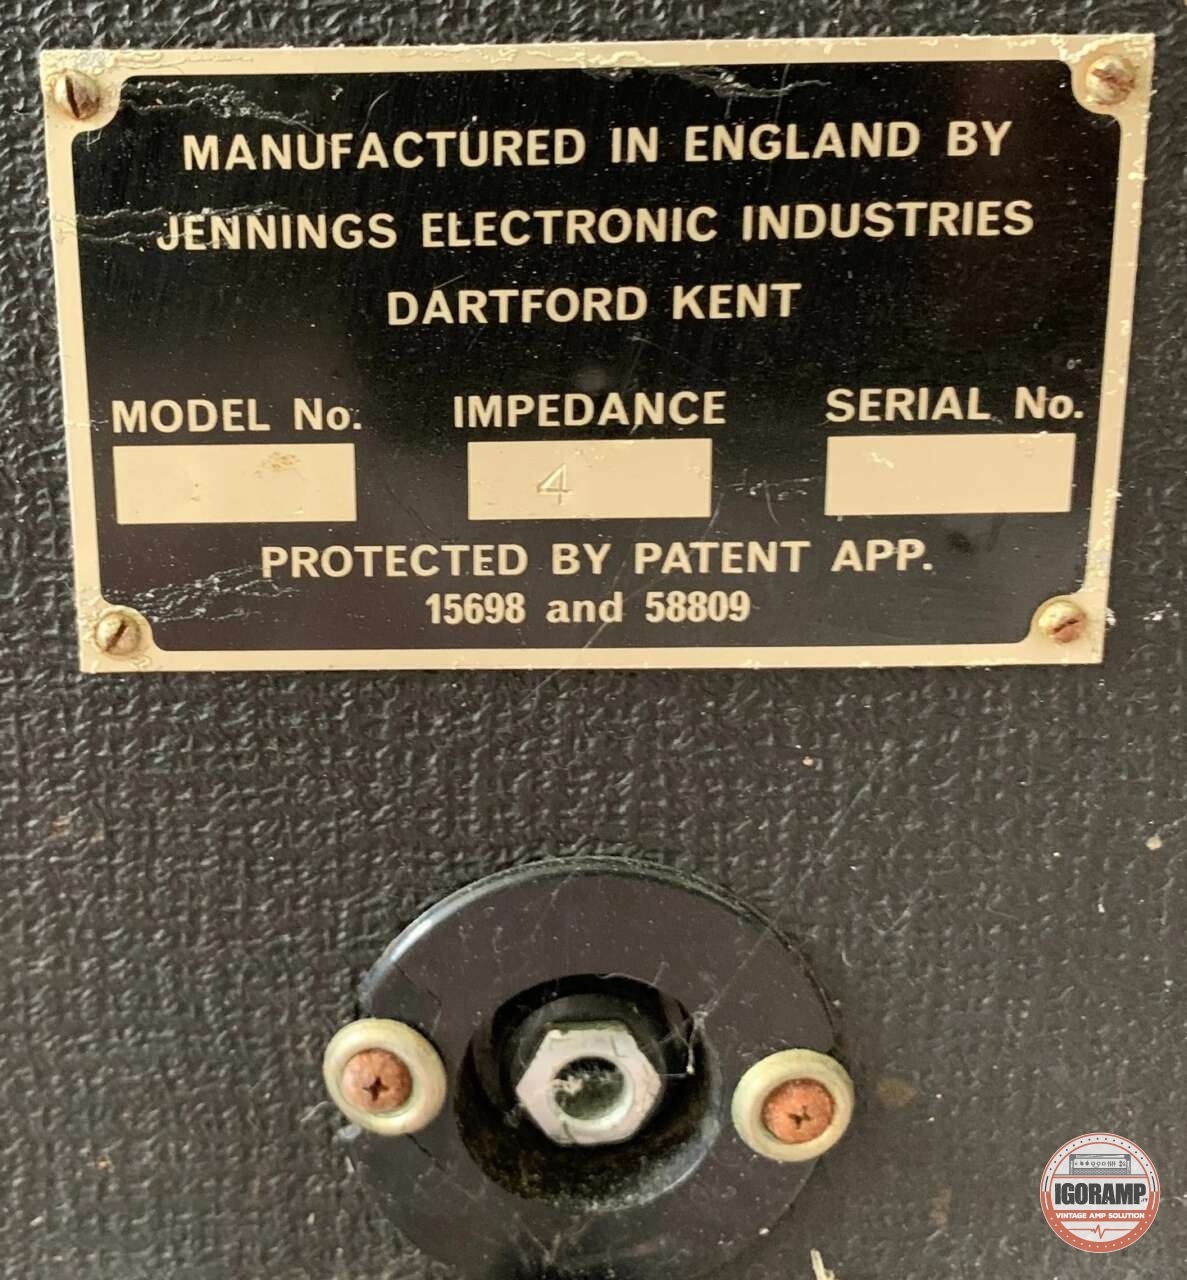 MANUFACTURED IN ENGLAND BY
JENNINGS ELECTRONIC INDUSTRIES
DARTFORD KENT
MODEL No. IMPEDANCE SERIAL No.
4
PROTECTED BY PATENT APP.
15698 and 58809
IGORAMP
VINTAGE AMP SOLUTION